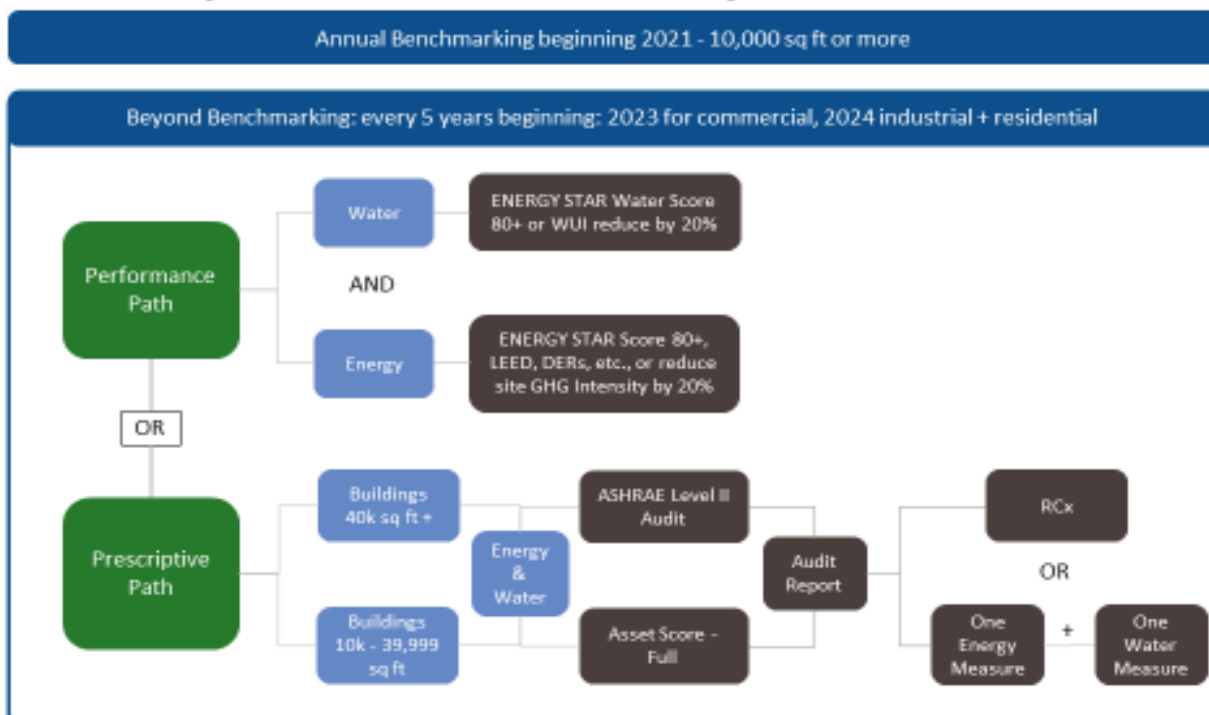 Annual Benchmarking beginning 2021 - 10,000 sq ft or more
Beyond Benchmarking: every 5 years beginning: 2023 for commercial, 2024 industrial + residential
Performance
Path
Water
ENERGY STAR Water Score
80+ or WUI reduce by 20%
AND
Energy
ENERGY STAR Score 80+,
LEED, DERs, etc., or reduce
site GHG Intensity by 20%
OR
Prescriptive
Path
Buildings
40k sq ft +
Buildings
10k - 39,999
sq ft
Energy
&
Water
ASHRAE Level II
Audit
Asset Score -
Full
Audit
Report
RCx
OR
One
Energy
Measure
+
One
Water
Measure